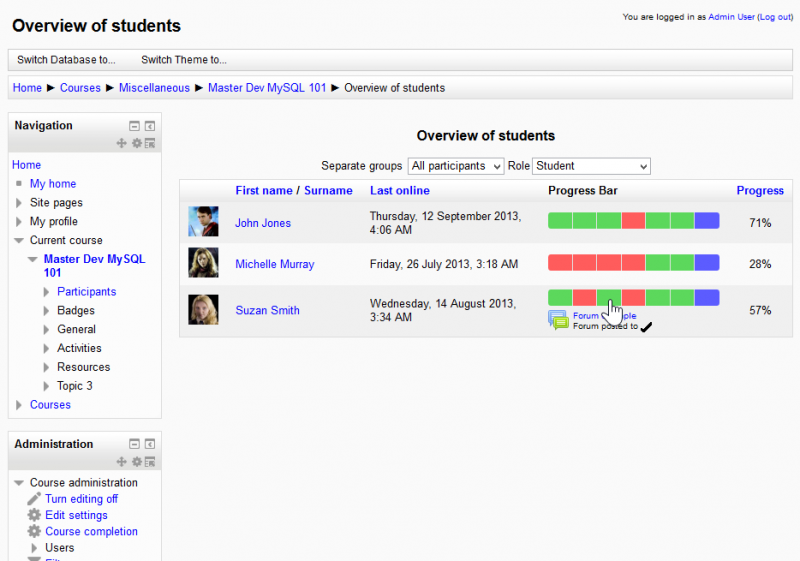 Overview of students
You are logged in as Admin User (Log out)
Switch Database to... Switch Theme to...
Home ► Courses ► Miscellaneous ► Master Dev MySQL 101 ► Overview of students
Navigation
Home
My home
Site pages
My profile
Current course
Master Dev MySQL
101
Participants
Badges
General
Activities
Resources
Topic 3
Courses
Administration
Course administration
Turn editing off
Edit settings
Course completion
Users
Overview of students
Separate groups All participants Role Student
First name / Surname Last online Progress Bar Progress
John Jones Thursday, 12 September 2013, 71%
4:06 AM
Michelle Murray Friday, 26 July 2013, 3:18 AM 28%
Suzan Smith Wednesday, 14 August 2013, 57%
3:34 AM
Forum
Forum posted to